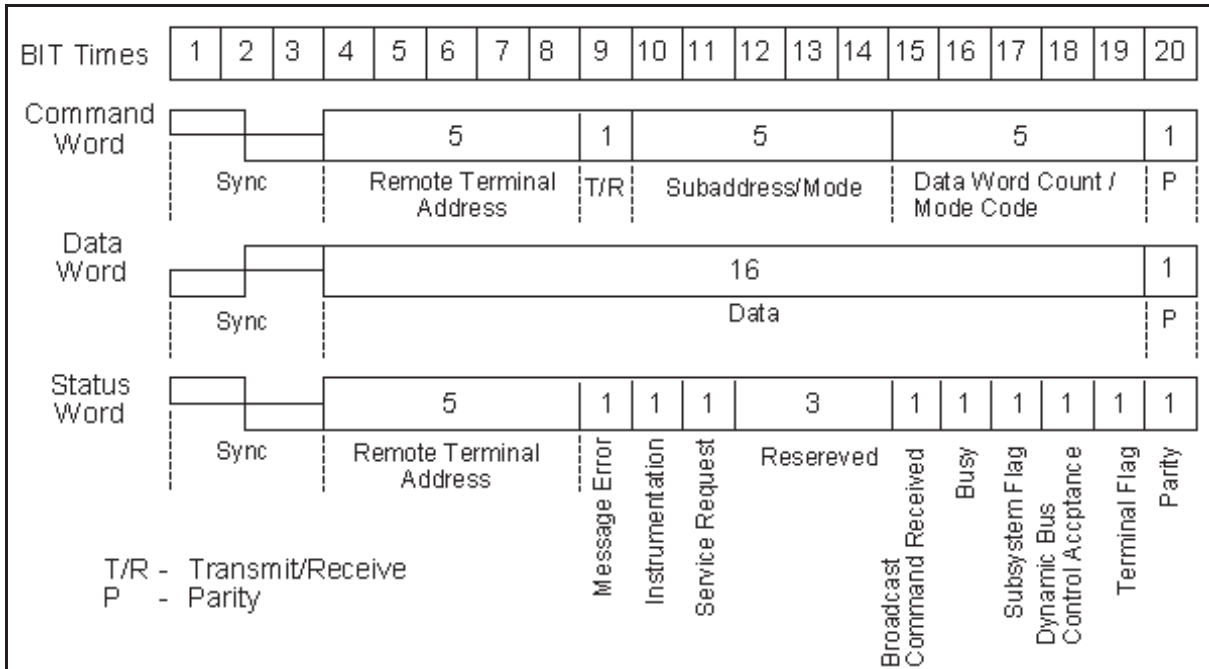 BIT Times 1 2 3 4 5 6 7 8 9 10 11 12 13 14 15 16 17 18 19 20
Command Word 5 1 5 5 1
Sync Remote Terminal Address T/R Subaddress/Mode Data Word Count / Mode Code P
Data Word 16 1
Sync Data P
Status Word 5 1 1 1 3 1 1 1 1 1 1
Sync Remote Terminal Address Message Error Instrumentation Service Request Resereved Broadcast Command Received Busy Subsystem Flag Dynamic Bus Control Accptance Terminal Flag Parity
T/R - Transmit/Receive
P - Parity